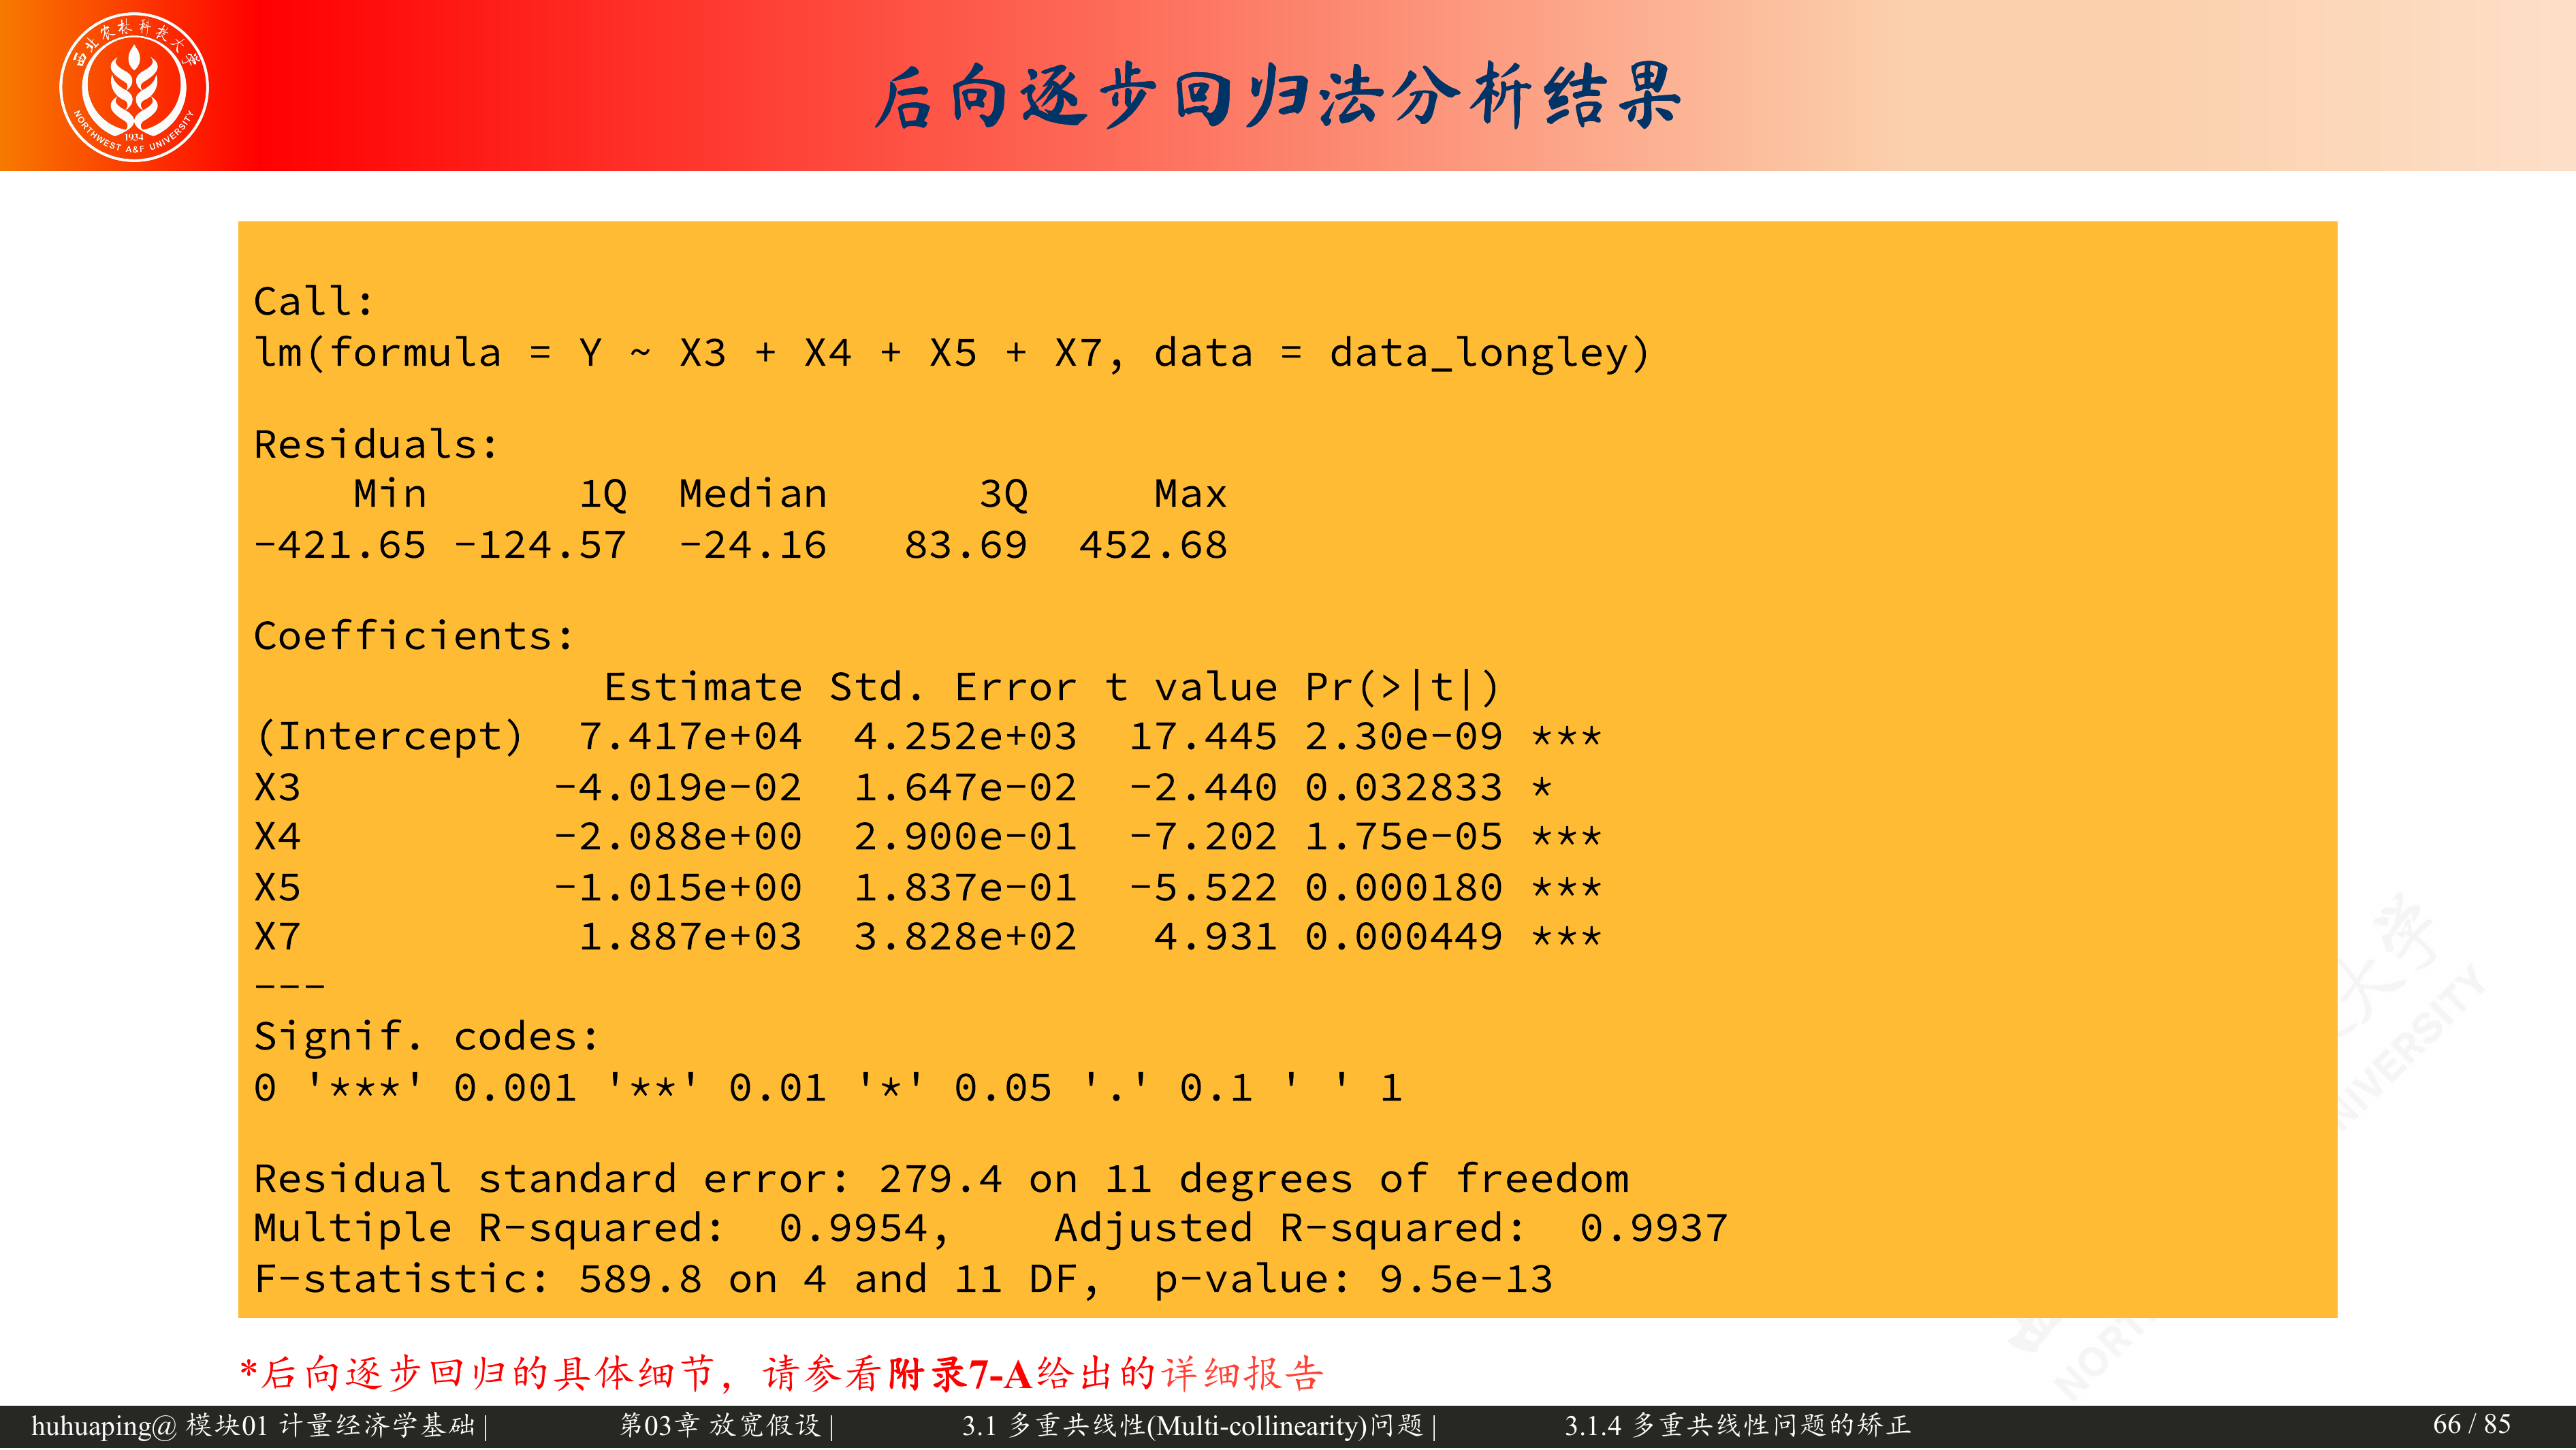 西北农林科技大学
NORTHWEST A&F UNIVERSITY
1934
后向逐步回归法分析结果
Call:
lm(formula = Y ~ X3 + X4 + X5 + X7, data = data_longley)
Residuals:
    Min      1Q  Median      3Q     Max
-421.65 -124.57  -24.16   83.69  452.68
Coefficients:
              Estimate Std. Error t value Pr(>|t|)
(Intercept)  7.417e+04  4.252e+03  17.445 2.30e-09 ***
X3          -4.019e-02  1.647e-02  -2.440 0.032833 *
X4          -2.088e+00  2.900e-01  -7.202 1.75e-05 ***
X5          -1.015e+00  1.837e-01  -5.522 0.000180 ***
X7           1.887e+03  3.828e+02   4.931 0.000449 ***
---
Signif. codes:
0 '***' 0.001 '**' 0.01 '*' 0.05 '.' 0.1 ' ' 1
Residual standard error: 279.4 on 11 degrees of freedom
Multiple R-squared:  0.9954,    Adjusted R-squared:  0.9937
F-statistic: 589.8 on 4 and 11 DF,  p-value: 9.5e-13
*后向逐步回归的具体细节，请参看附录7-A给出的详细报告
huhuaping@ 模块01 计量经济学基础 | 第03章 放宽假设 | 3.1 多重共线性(Multi-collinearity)问题 | 3.1.4 多重共线性问题的矫正 66 / 85